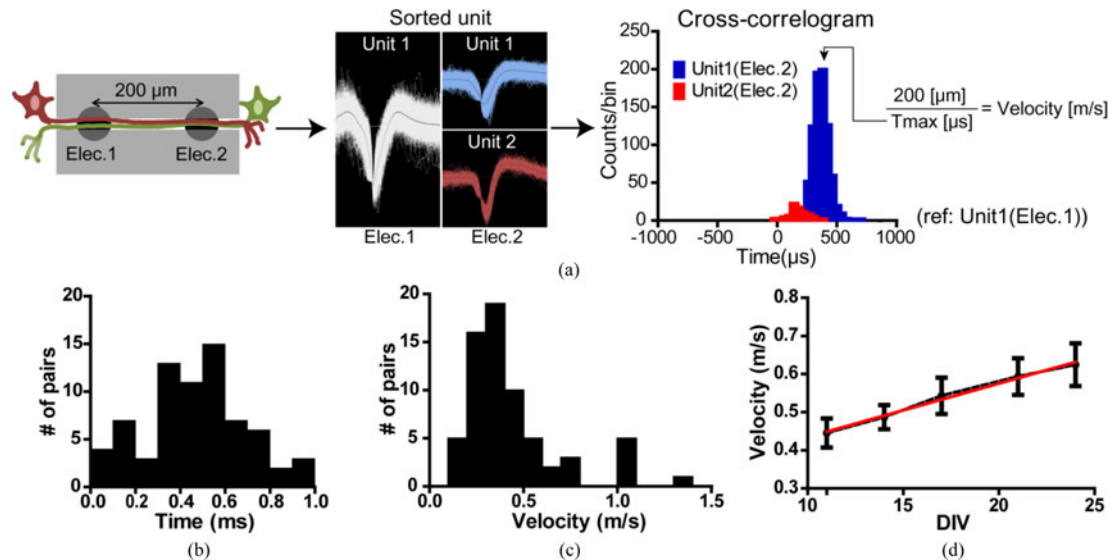 Sorted unit
Cross-correlogram
200 µm
Elec.1
Elec.2
Unit 1
Unit 1
Unit 2
Elec.1
Elec.2
Counts/bin
250
200
150
100
50
0
-1000
-500
0
500
1000
Time(µs)
Unit1(Elec.2)
Unit2(Elec.2)
200 [µm]
Tmax [µs]
= Velocity [m/s]
(ref: Unit1(Elec.1))
(a)
# of pairs
20
15
10
5
0
0.0
0.2
0.4
0.6
0.8
1.0
Time (ms)
(b)
# of pairs
20
15
10
5
0
0.0
0.5
1.0
1.5
Velocity (m/s)
(c)
Velocity (m/s)
0.8
0.7
0.6
0.5
0.4
0.3
10
15
20
25
DIV
(d)